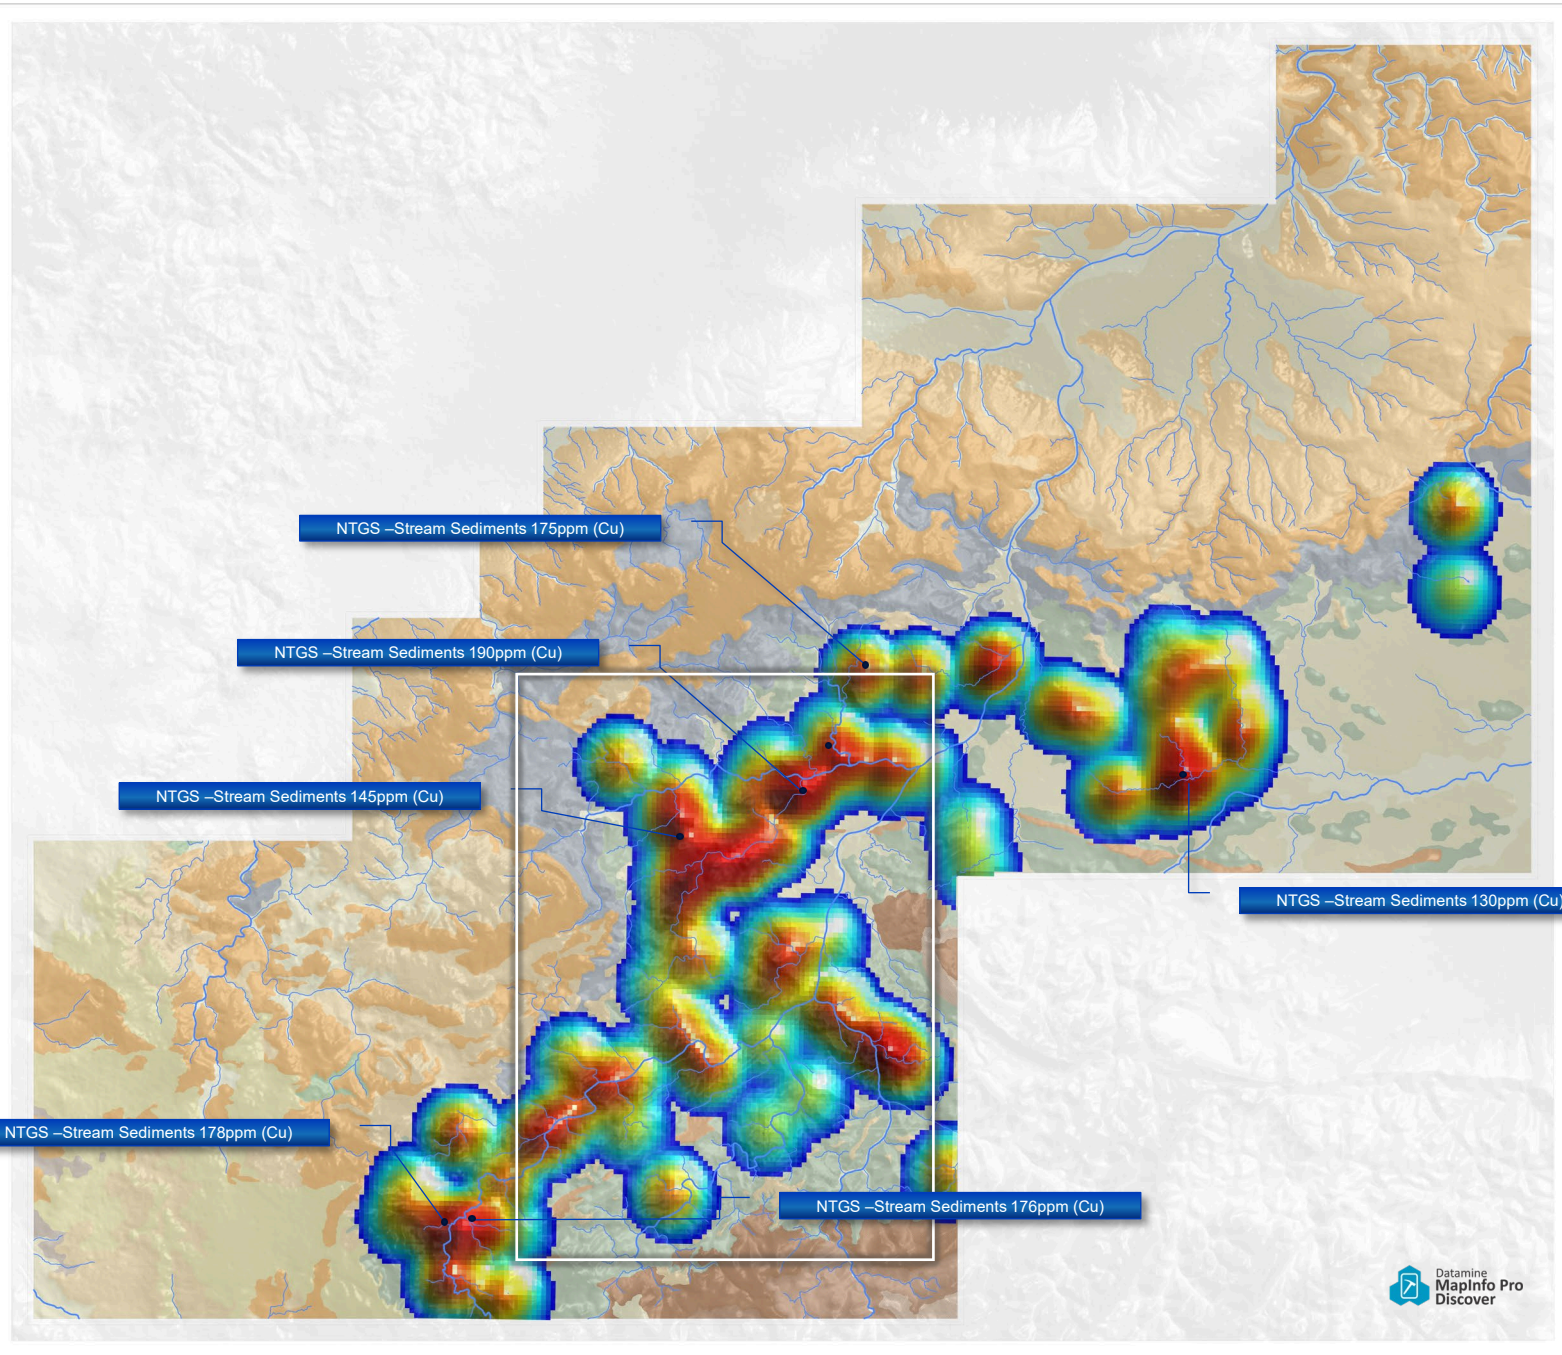 NTGS –Stream Sediments 175ppm (Cu)
NTGS –Stream Sediments 190ppm (Cu)
NTGS –Stream Sediments 145ppm (Cu)
NTGS –Stream Sediments 130ppm (Cu)
NTGS –Stream Sediments 178ppm (Cu)
NTGS –Stream Sediments 176ppm (Cu)
Datamine
MapInfo Pro
Discover